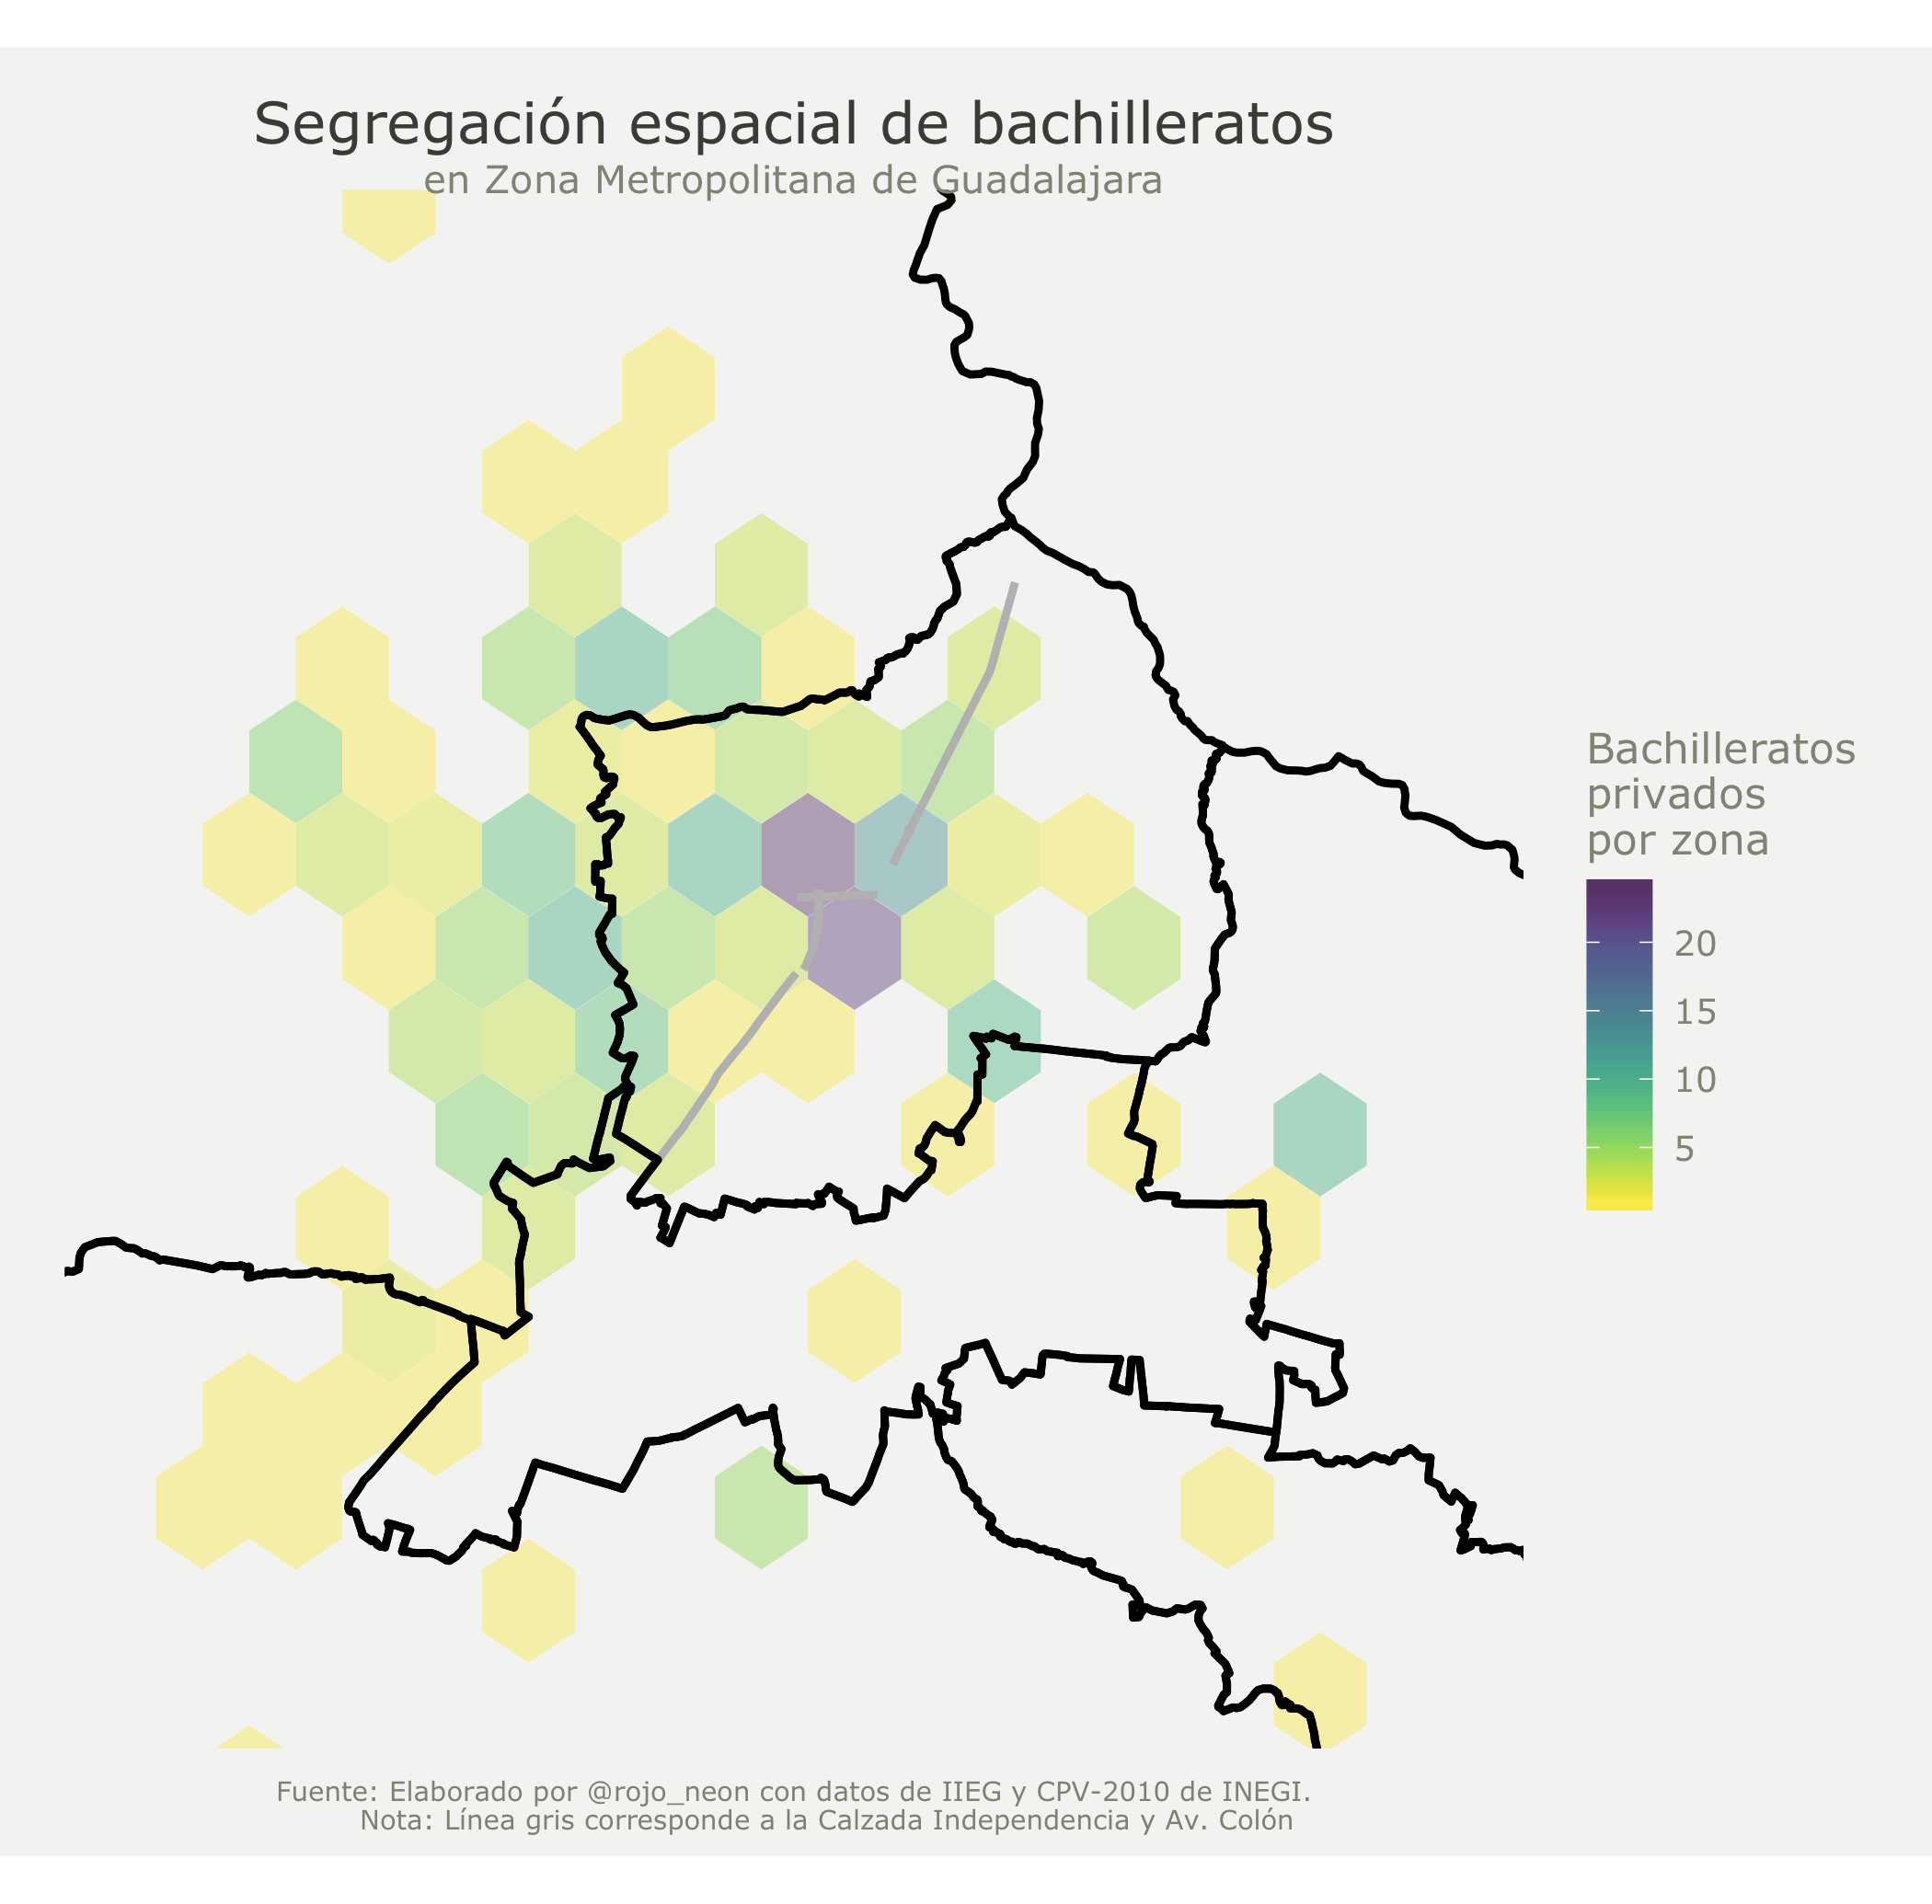 Segregación espacial de bachilleratos
en Zona Metropolitana de Guadalajara
Bachilleratos
privados
por zona
20
15
10
5
Fuente: Elaborado por @rojo_neon con datos de IIEG y CPV-2010 de INEGI.
Nota: Línea gris corresponde a la Calzada Independencia y Av. Colón